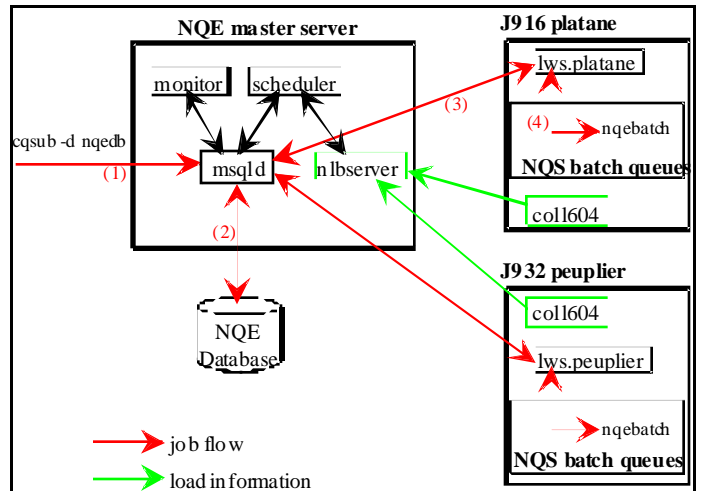 NQE master server
J916 platane
monitor
scheduler
lws.platane
(3)
(4)
nqebatch
cqsub -d nqedb
(1)
msqld
nlbserver
NQS batch queues
coll604
(2)
J932 peuplier
coll604
NQE
Database
lws.peuplier
nqebatch
NQS batch queues
job flow
load information